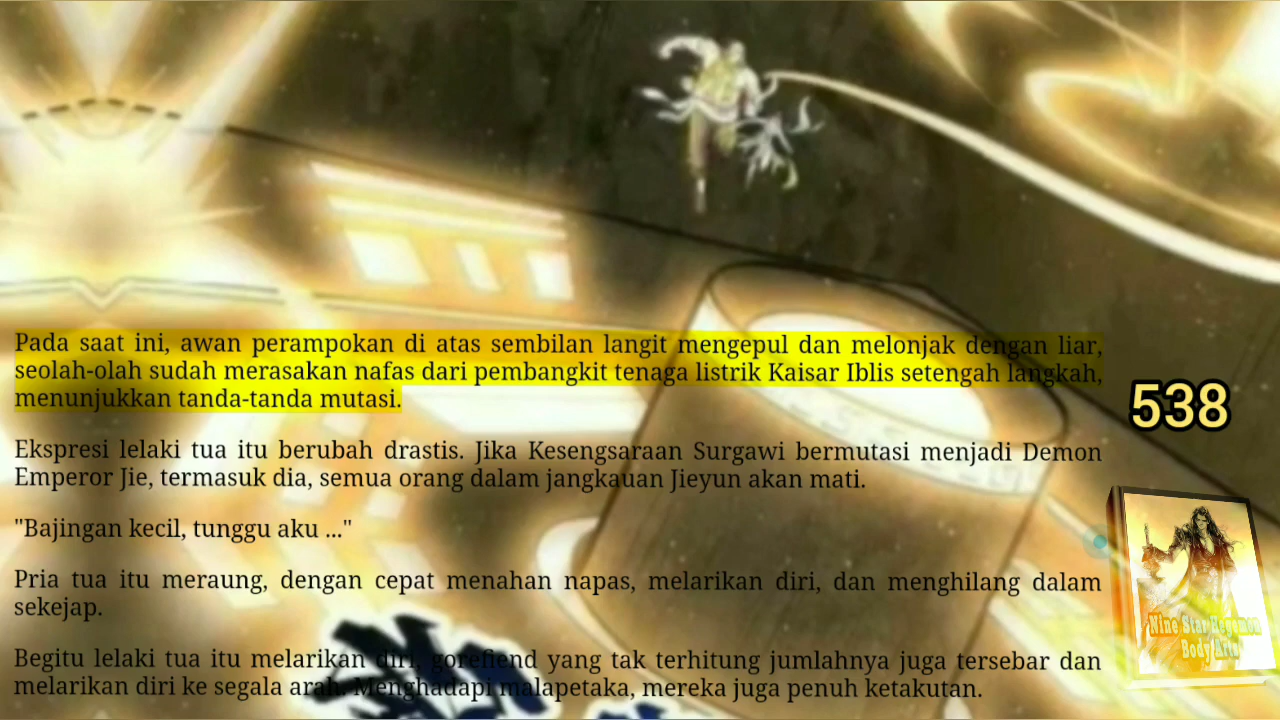 Pada saat ini, awan perampokan di atas sembilan langit mengepul dan melonjak dengan liar,
seolah-olah sudah merasakan nafas dari pembangkit tenaga listrik Kaisar Iblis setengah langkah,
menunjukkan tanda-tanda mutasi.
Ekspresi lelaki tua itu berubah drastis. Jika Kesengsaraan Surgawi bermutasi menjadi Demon
Emperor Jie, termasuk dia, semua orang dalam jangkauan Jieyun akan mati.
"Bajingan kecil, tunggu aku ..."
Pria tua itu meraung, dengan cepat menahan napas, melarikan diri, dan menghilang dalam
sekejap.
Begitu lelaki tua itu melarikan diri, gorefiend yang tak terhitung jumlahnya juga tersebar dan
melarikan diri ke segala arah. Menghadapi malapetaka, mereka juga penuh ketakutan.
538
Nine Star Hegemon
Body Arts